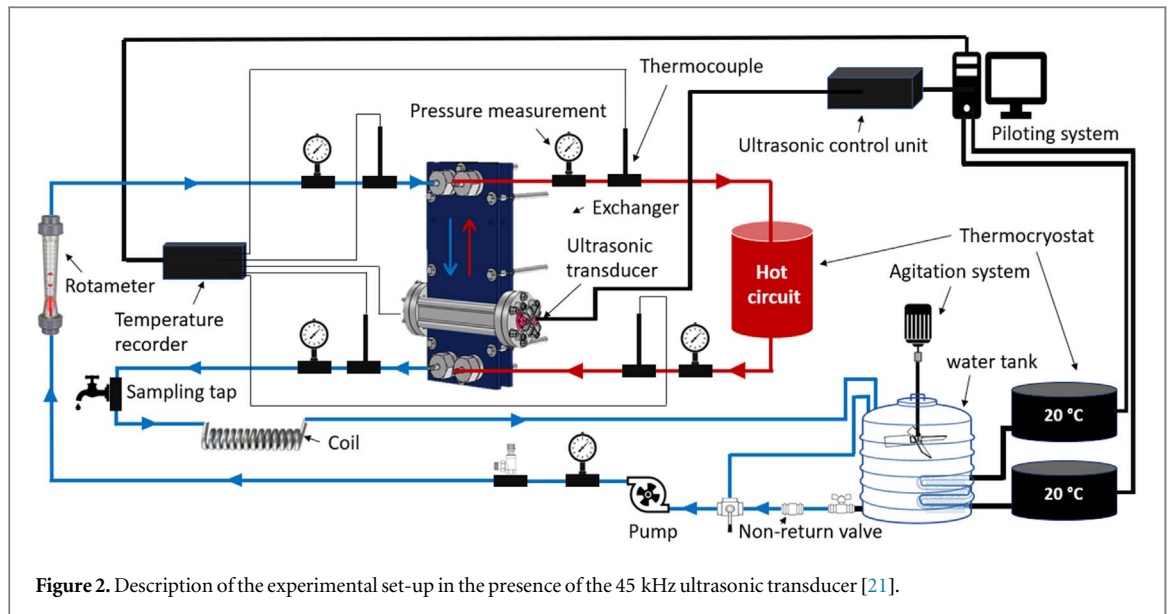 Thermocouple
Pressure measurement
Ultrasonic control unit
Piloting system
Exchanger
Ultrasonic
transducer
Thermocryostat
Hot
circuit
Agitation system
Rotameter
Temperature
recorder
water tank
Sampling tap
20 °C
Coil
20 °C
Pump
Non-return valve
Figure 2. Description of the experimental set-up in the presence of the 45 kHz ultrasonic transducer [21].